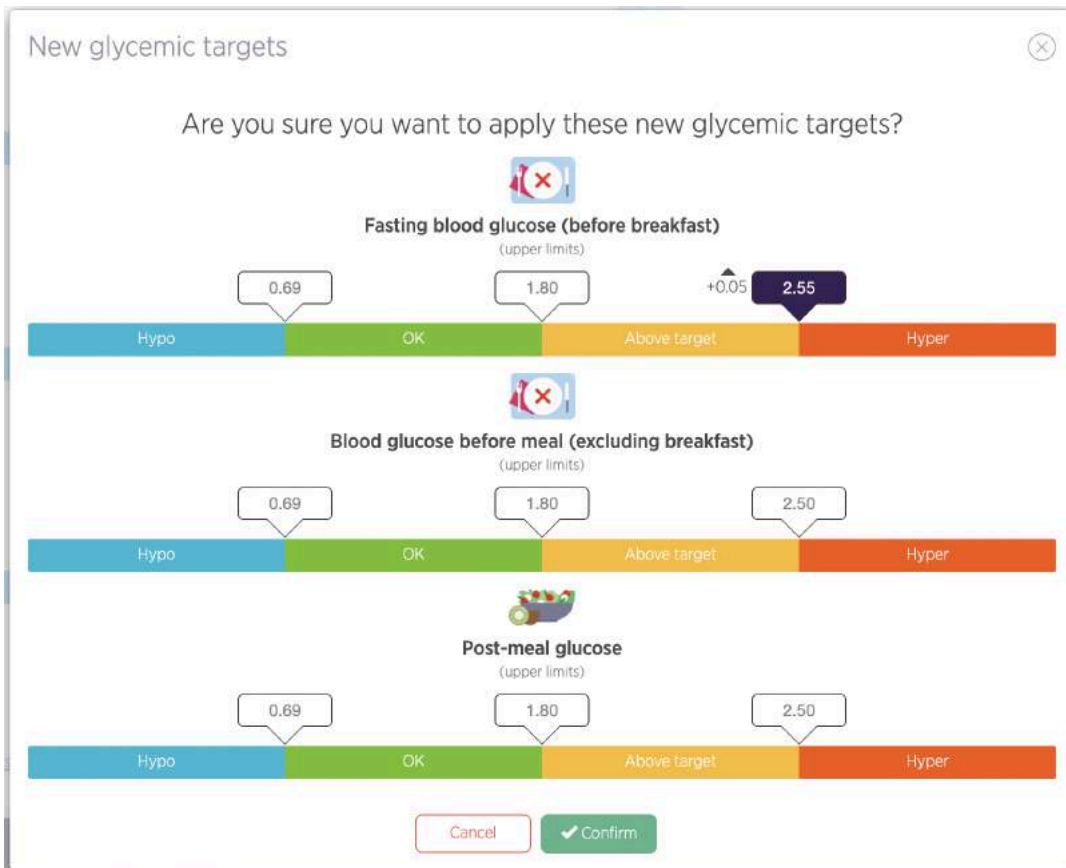 New glycemic targets
Are you sure you want to apply these new glycemic targets?
Fasting blood glucose (before breakfast)
(upper limits)
0.69 1.80 +0.05 2.55
Hypo OK Above target Hyper
Blood glucose before meal (excluding breakfast)
(upper limits)
0.69 1.80 2.50
Hypo OK Above target Hyper
Post-meal glucose
(upper limits)
0.69 1.80 2.50
Hypo OK Above target Hyper
Cancel Confirm